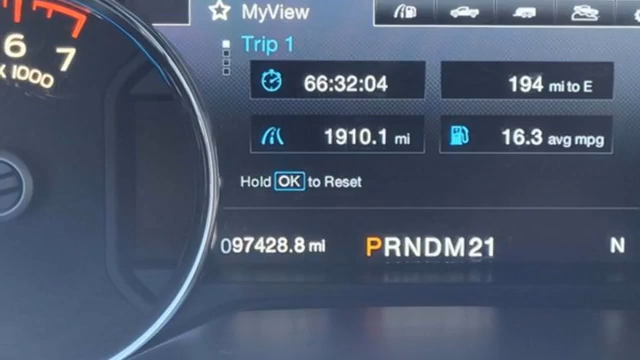 MyView
Trip 1
66:32:04
194 mi to E
1910.1 mi
16.3 avg mpg
Hold OK to Reset
097428.8 mi
PRNDM21
N
6
7
x 1000